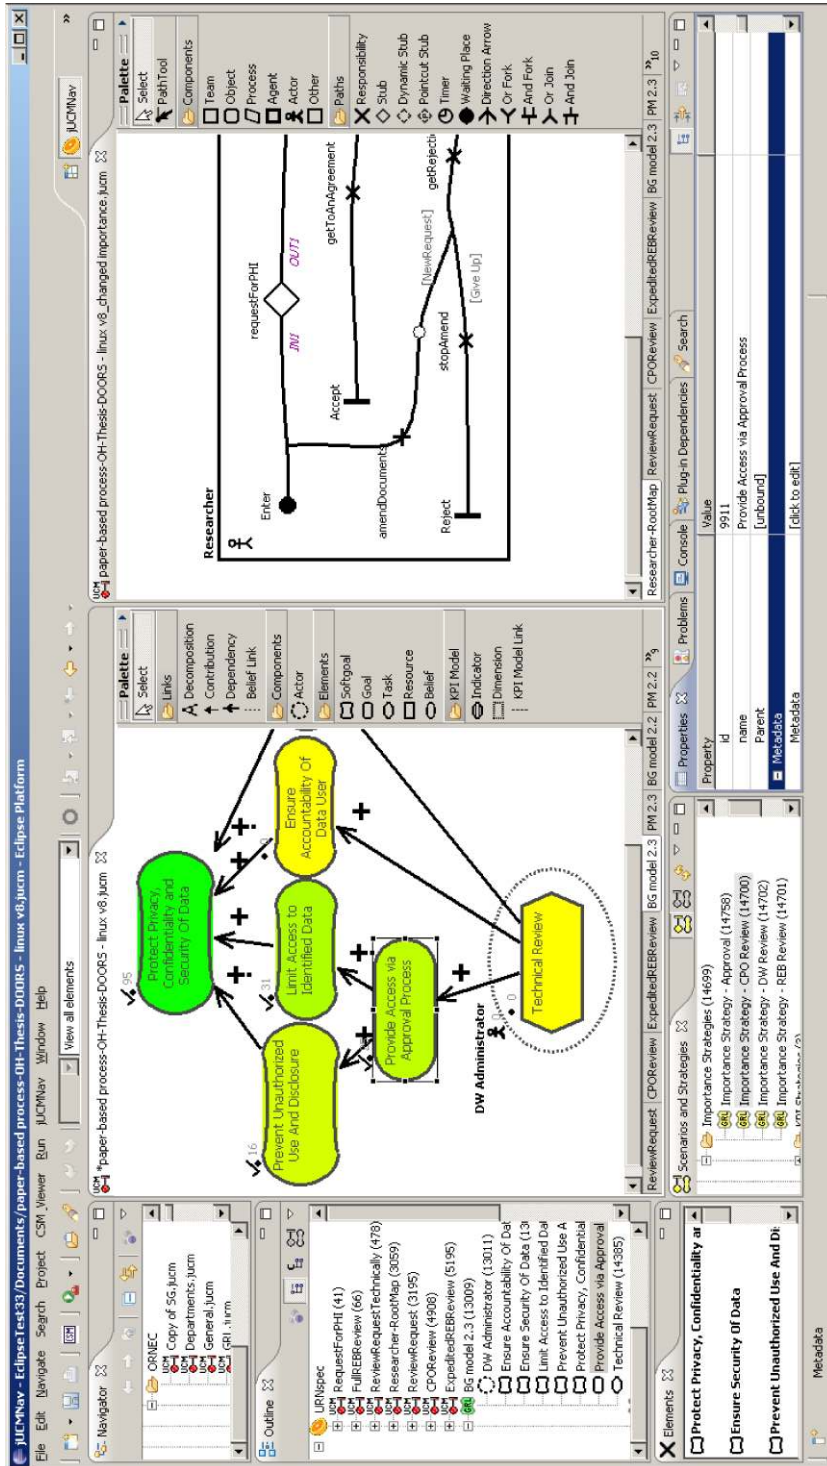 jUCMNav - EclipseTest33/Documents/paper-based process-OH-Thesis-DOORS - linux v8.jucm - Eclipse Platform
File Edit Navigate Search Project CSM_Viewer Run jUCMNav Window Help
View all elements
»
jUCMNav
Navigator
ORNEC
Copy of SG.jucm
Departments.jucm
General.jucm
GRL.jucm
Outline
URNspec
RequestForPHI (41)
FullREBReview (66)
ReviewRequestTechnically (478)
Researcher-RootMap (3059)
ReviewRequest (3195)
CPOReview (4908)
ExpeditedREBReview (5195)
BG model 2.3 (13009)
DW Administrator (13011)
Ensure Accountability Of Dat
Ensure Security Of Data (13
Limit Access to Identified Dat
Prevent Unauthorized Use A
Protect Privacy, Confidential
Provide Access via Approval
Technical Review (14385)
Elements
Protect Privacy, Confidentiality ar
Ensure Security Of Data
Prevent Unauthorized Use And Di
*paper-based process-OH-Thesis-DOORS - linux v8.jucm
95
Protect Privacy,
Confidentiality and
Security Of Data
16
Prevent Unauthorized
Use And Disclosure
31
Limit Access to
Identified Data
0
Ensure
Accountability Of
Data User
Provide Access via
Approval Process
DW Administrator
0
0
Technical Review
Palette
Select
PathTool
Links
Decomposition
Contribution
Dependency
Belief Link
Components
Actor
Elements
Softgoal
Goal
Task
Resource
Belief
KPI Model
Indicator
Dimension
KPI Model Link
ReviewRequest CPOReview ExpeditedREBReview BG model 2.3 PM 2.3 BG model 2.2 PM 2.2 »9
paper-based process-OH-Thesis-DOORS - linux v8_changed importance.jucm
Researcher
Enter
IN1
requestForPHI
OUT1
Accept
getToAnAgreement
amendDocuments
[NewRequest]
Reject
stopAmend
[Give Up]
getRejecti
Palette
Select
PathTool
Components
Team
Object
Process
Agent
Actor
Other
Paths
Responsibility
Stub
Dynamic Stub
Pointcut Stub
Timer
Waiting Place
Direction Arrow
Or Fork
And Fork
Or Join
And Join
Researcher-RootMap ReviewRequest CPOReview ExpeditedREBReview BG model 2.3 PM 2.3 »10
Scenarios and Strategies
Importance Strategies (14699)
Importance Strategy - Approval (14758)
Importance Strategy - CPO Review (14700)
Importance Strategy - DW Review (14702)
Importance Strategy - REB Review (14701)
Properties Problems Console Plug-in Dependencies Search
Property Value
id 9911
name Provide Access via Approval Process
Parent [unbound]
Metadata
Metadata [click to edit]
Metadata